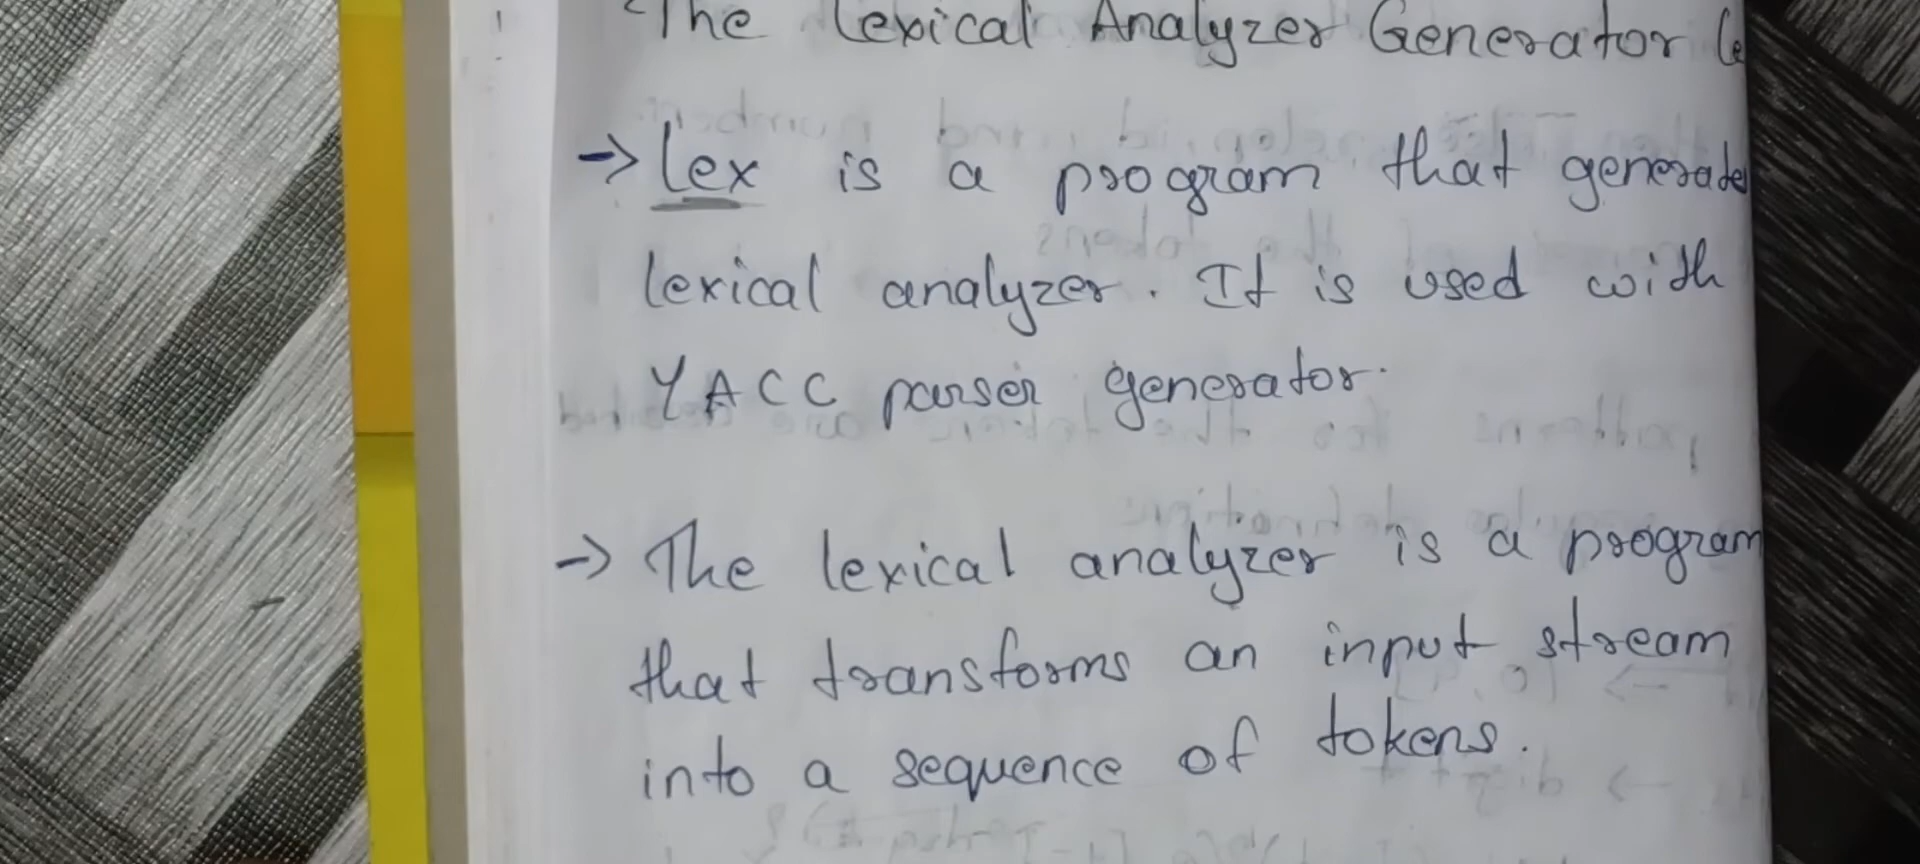 The Lexical Analyzer Generator
→ Lex is a program that generate
lexical analyzer. It is used with
YACC parser generator.
→ The lexical analyzer is a program
that transforms an input stream
into a sequence of tokens.